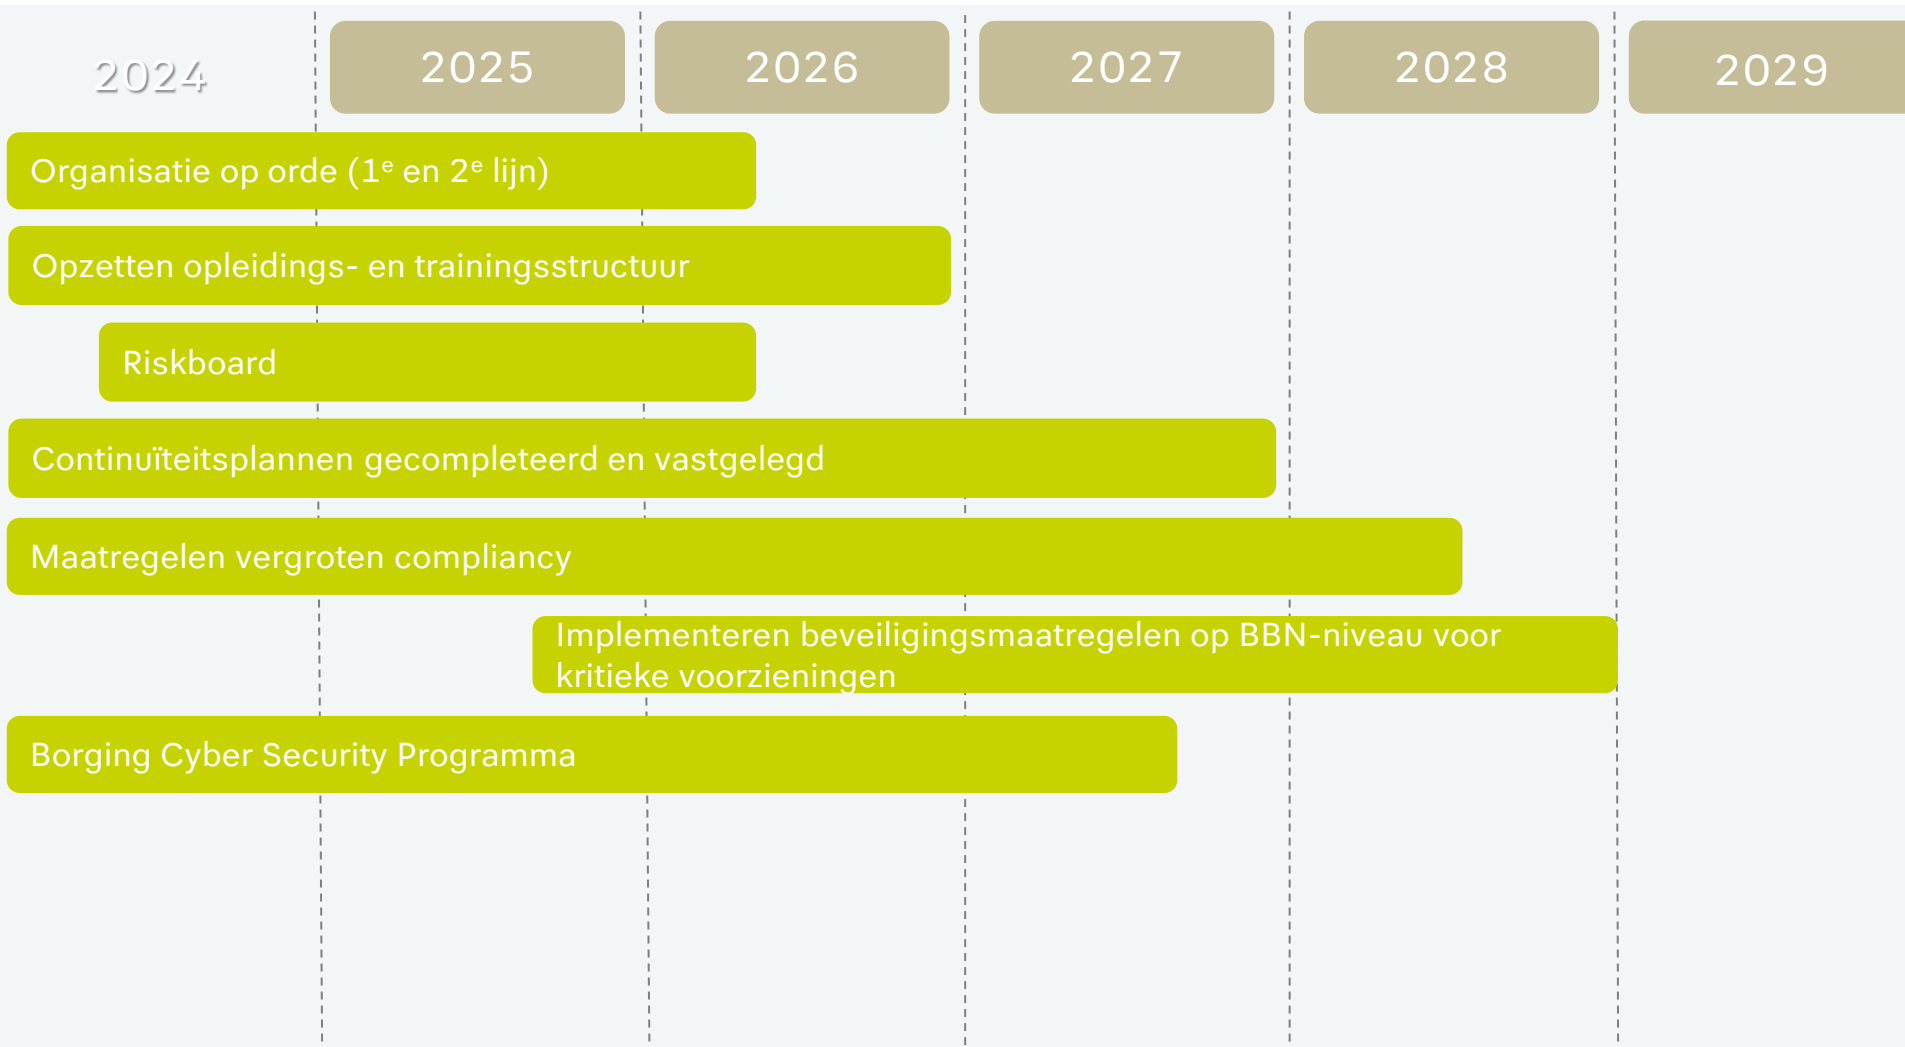 2024
2025
2026
2027
2028
2029
Organisatie op orde (1ᵉ en 2ᵉ lijn)
Opzetten opleidings- en trainingsstructuur
Riskboard
Continuïteitsplannen gecompleteerd en vastgelegd
Maatregelen vergroten compliancy
Implementeren beveiligingsmaatregelen op BBN-niveau voor
kritieke voorzieningen
Borging Cyber Security Programma